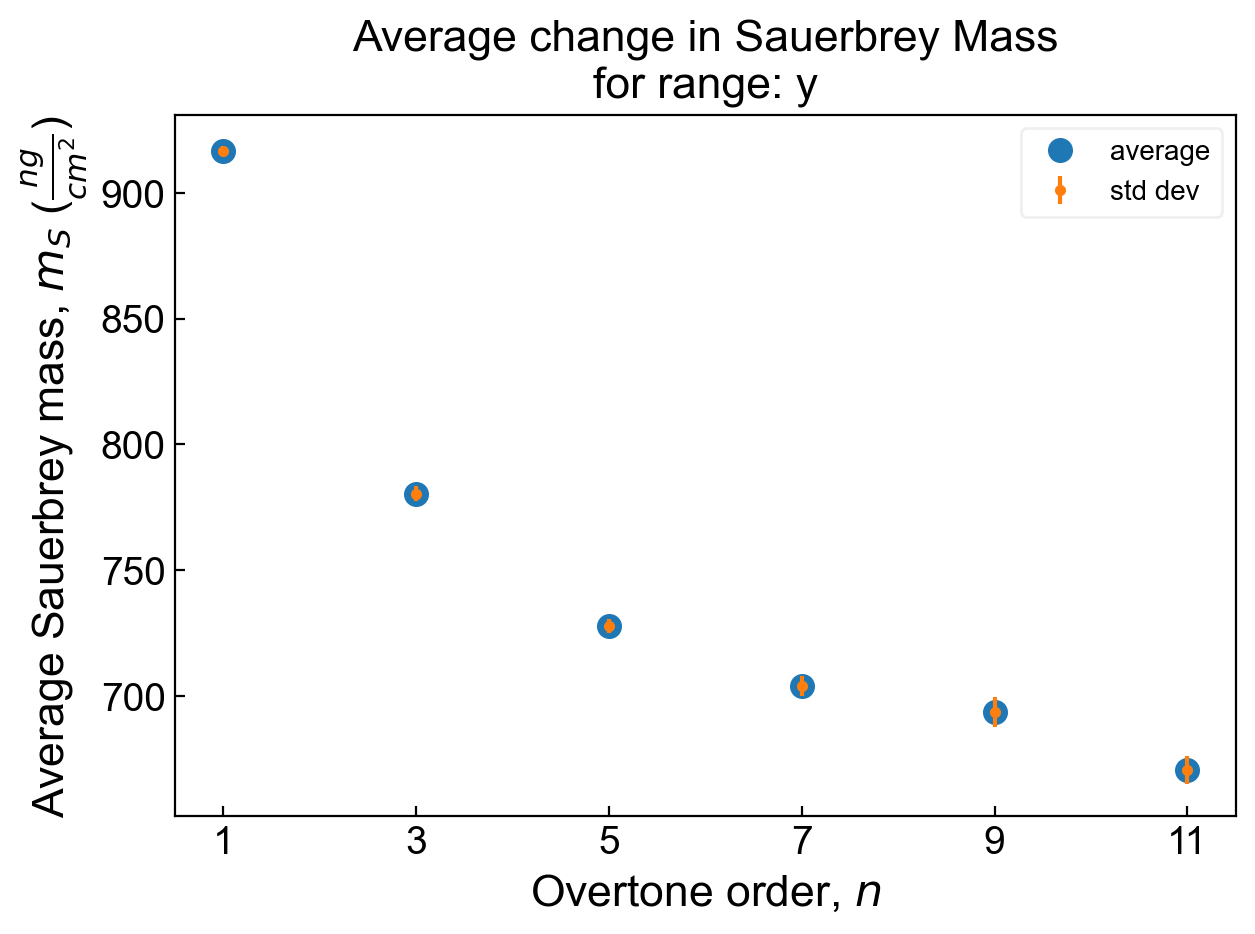 Average change in Sauerbrey Mass
for range: y
average
std dev
Average Sauerbrey mass, m_S (ng/cm²)
900
850
800
750
700
1 3 5 7 9 11
Overtone order, n